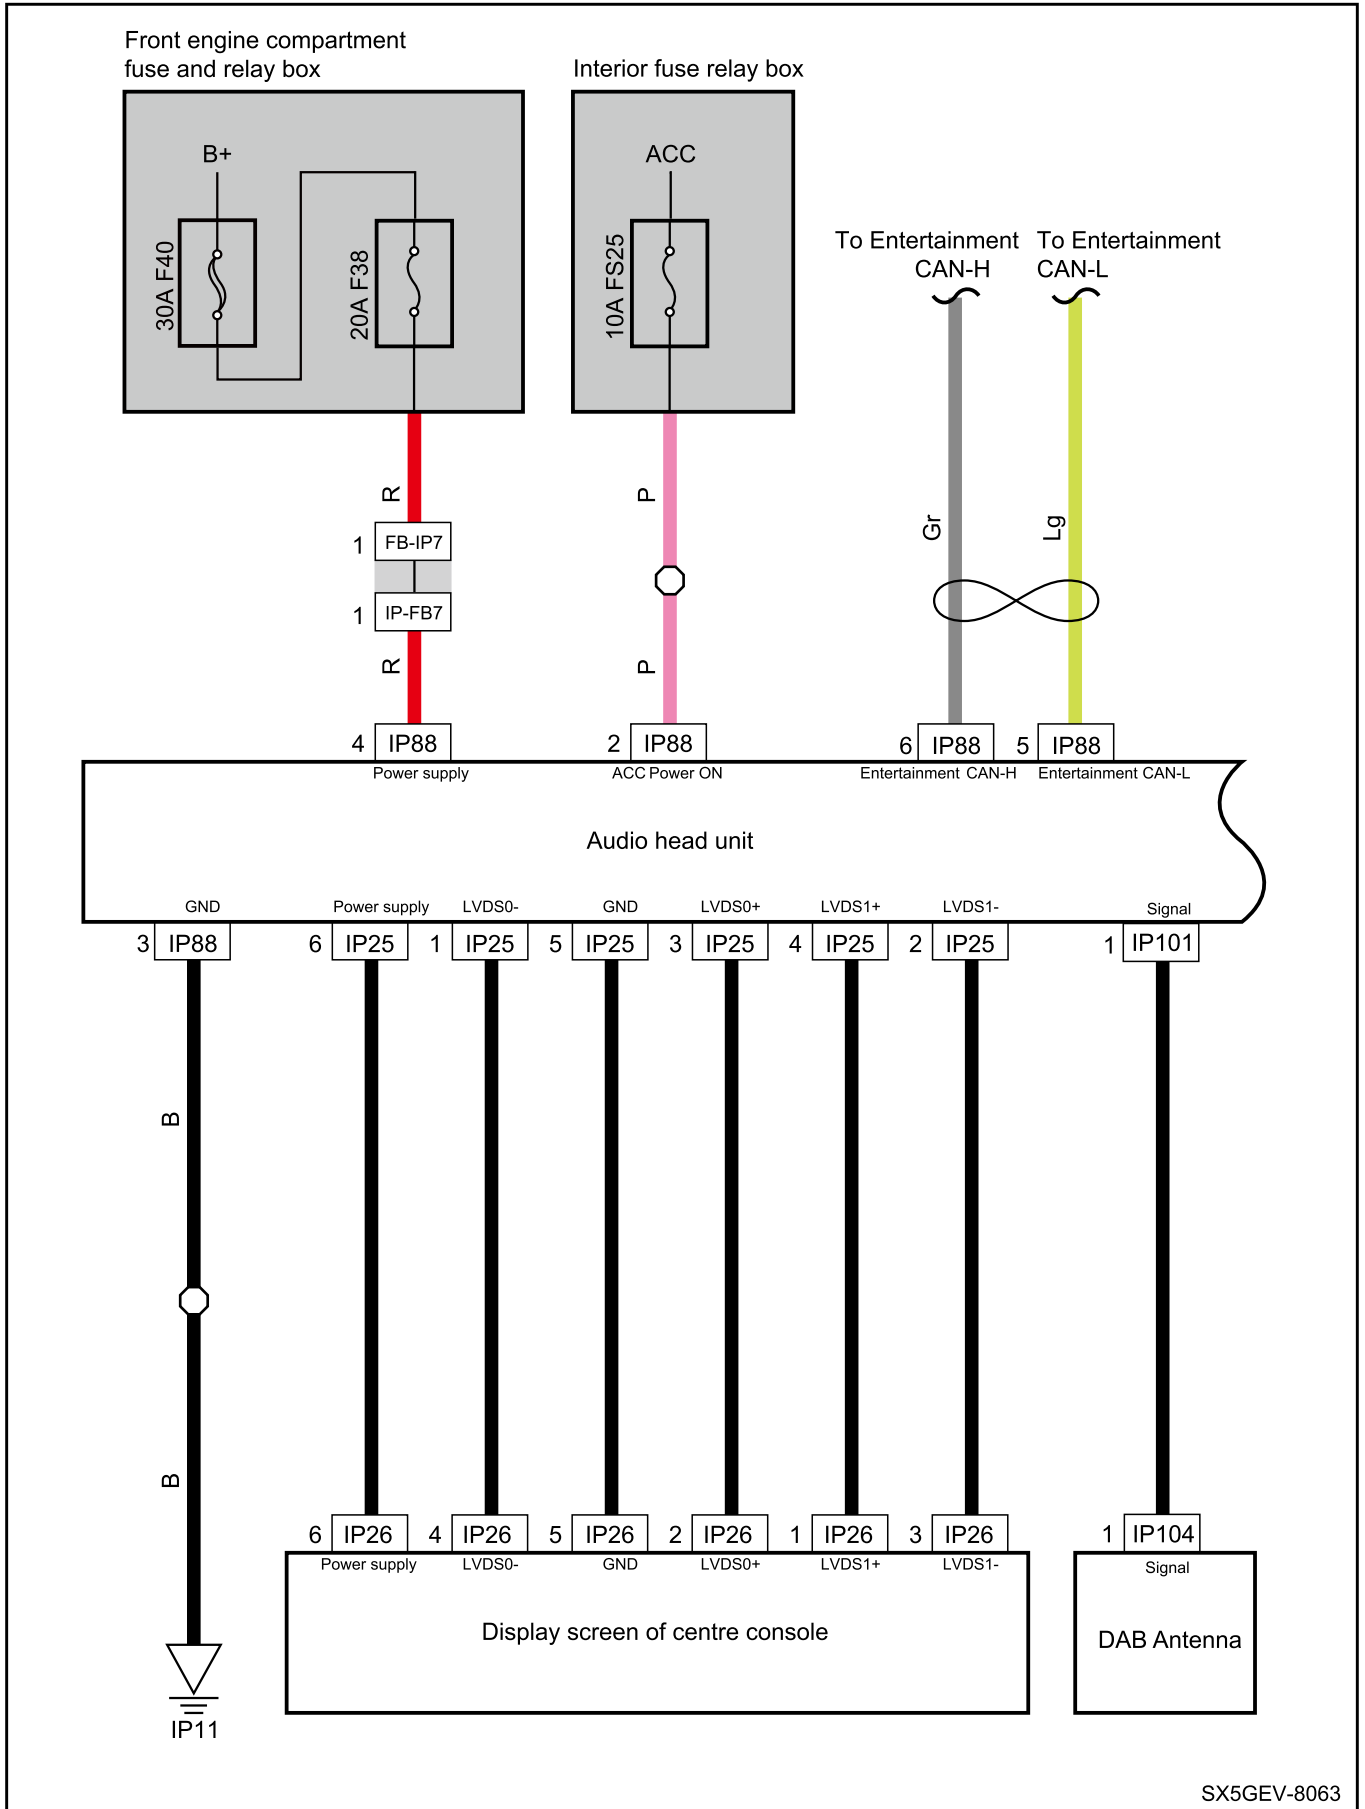 Front engine compartment
fuse and relay box
Interior fuse relay box
B+
ACC
30A F40
20A F38
10A FS25
To Entertainment
CAN-H
To Entertainment
CAN-L
R
P
Gr
Lg
1 FB-IP7
1 IP-FB7
R
P
4 IP88
2 IP88
6 IP88
5 IP88
Power supply
ACC Power ON
Entertainment CAN-H
Entertainment CAN-L
Audio head unit
GND
Power supply
LVDS0-
GND
LVDS0+
LVDS1+
LVDS1-
Signal
3 IP88
6 IP25
1 IP25
5 IP25
3 IP25
4 IP25
2 IP25
1 IP101
B
B
6 IP26
4 IP26
5 IP26
2 IP26
1 IP26
3 IP26
1 IP104
Power supply
LVDS0-
GND
LVDS0+
LVDS1+
LVDS1-
Signal
Display screen of centre console
DAB Antenna
IP11
SX5GEV-8063